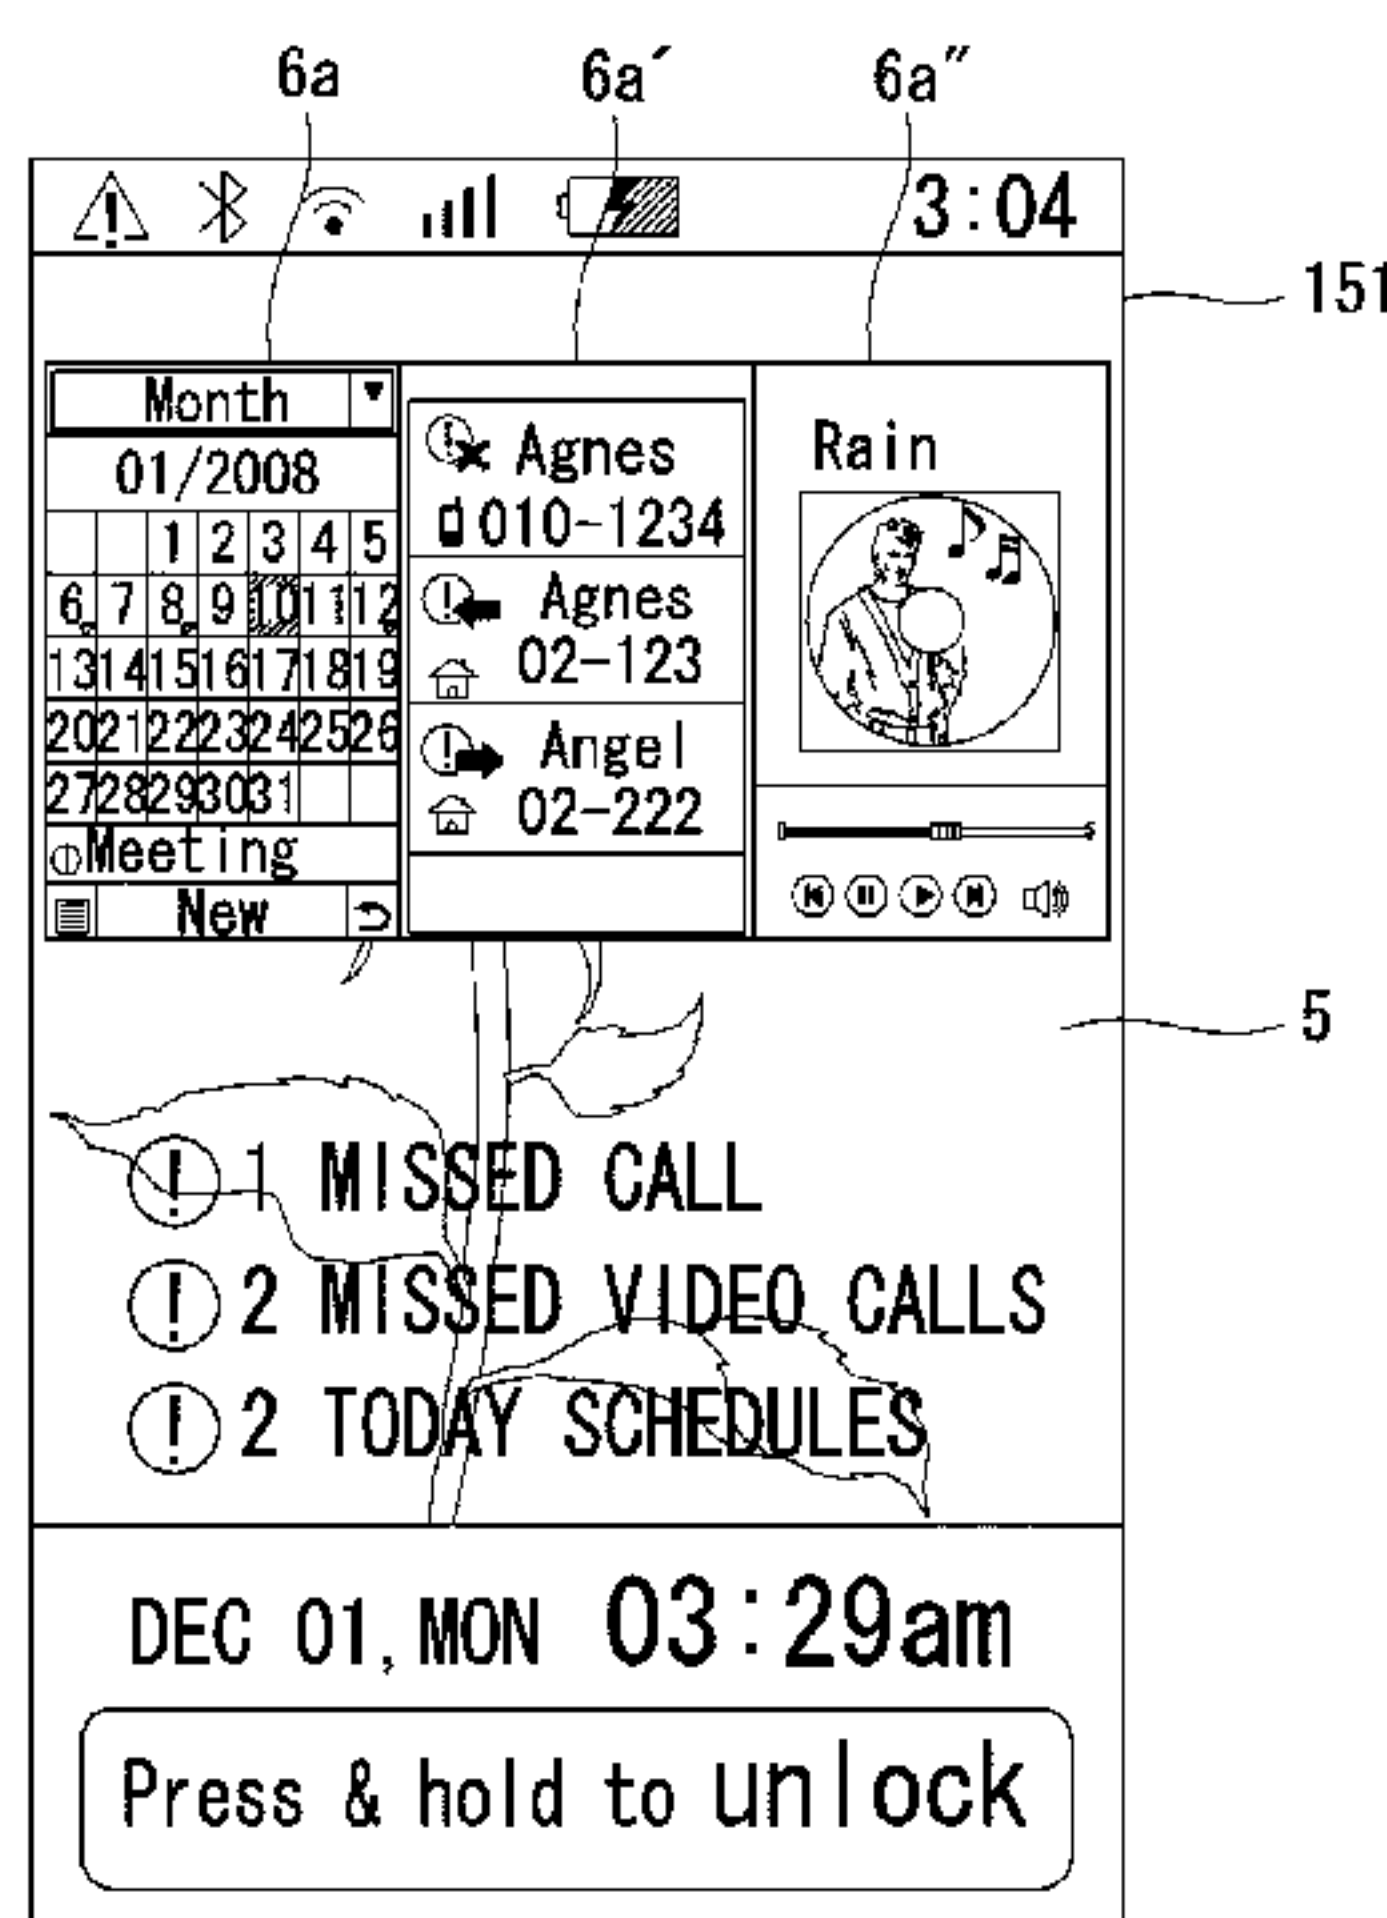 6a 6a´ 6a″
3:04
151
Month
01/2008
1 2 3 4 5
6 7 8 9 10 11 12
13 14 15 16 17 18 19
20 21 22 23 24 25 26
27 28 29 30 31
Meeting
New
Agnes
010-1234
Agnes
02-123
Angel
02-222
Rain
5
1 MISSED CALL
2 MISSED VIDEO CALLS
2 TODAY SCHEDULES
DEC 01, MON 03:29am
Press & hold to unlock